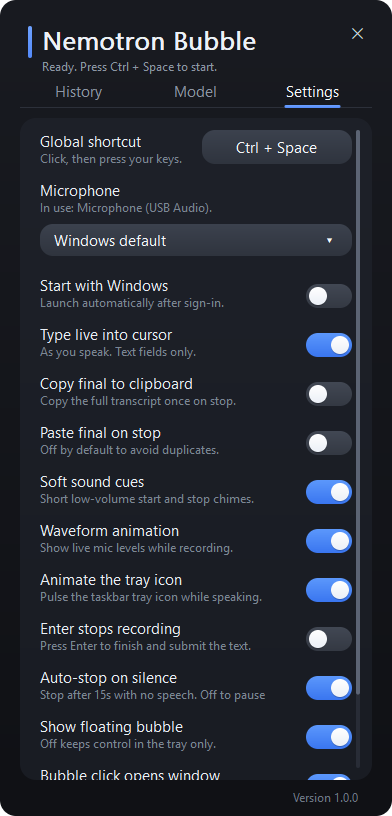 Nemotron Bubble
Ready. Press Ctrl + Space to start.
History Model Settings
Global shortcut
Click, then press your keys.
Ctrl + Space
Microphone
In use: Microphone (USB Audio).
Windows default
Start with Windows
Launch automatically after sign-in.
Type live into cursor
As you speak. Text fields only.
Copy final to clipboard
Copy the full transcript once on stop.
Paste final on stop
Off by default to avoid duplicates.
Soft sound cues
Short low-volume start and stop chimes.
Waveform animation
Show live mic levels while recording.
Animate the tray icon
Pulse the taskbar tray icon while speaking.
Enter stops recording
Press Enter to finish and submit the text.
Auto-stop on silence
Stop after 15s with no speech. Off to pause
Show floating bubble
Off keeps control in the tray only.
Bubble click opens window
Version 1.0.0